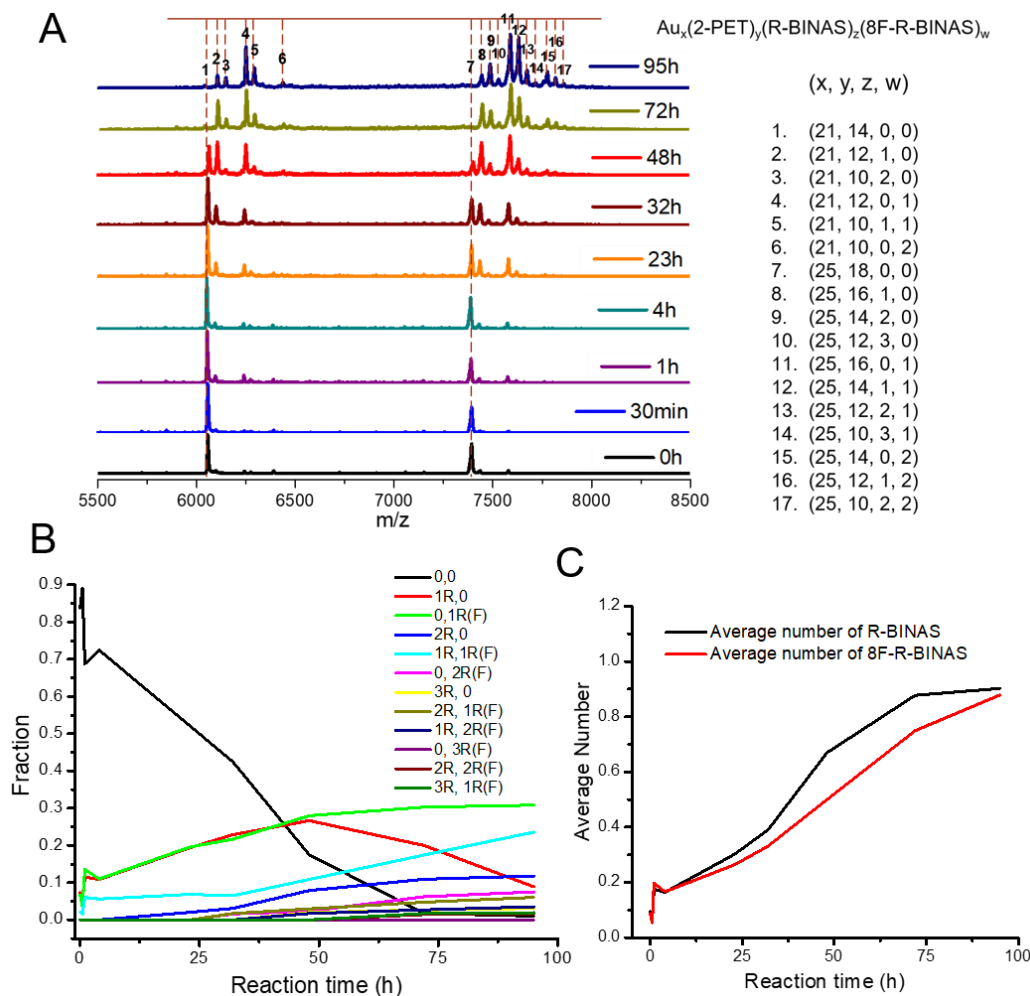 A
Au_x(2-PET)_y(R-BINAS)_z(8F-R-BINAS)_w
(x, y, z, w)
1. (21, 14, 0, 0)
2. (21, 12, 1, 0)
3. (21, 10, 2, 0)
4. (21, 12, 0, 1)
5. (21, 10, 1, 1)
6. (21, 10, 0, 2)
7. (25, 18, 0, 0)
8. (25, 16, 1, 0)
9. (25, 14, 2, 0)
10. (25, 12, 3, 0)
11. (25, 16, 0, 1)
12. (25, 14, 1, 1)
13. (25, 12, 2, 1)
14. (25, 10, 3, 1)
15. (25, 14, 0, 2)
16. (25, 12, 1, 2)
17. (25, 10, 2, 2)
1 2 3 4 5 6 7 8 9 10 11 12 13 14 15 16 17
95h
72h
48h
32h
23h
4h
1h
30min
0h
5500 6000 6500 7000 7500 8000 8500
m/z
B
0,0
1R,0
0,1R(F)
2R,0
1R,1R(F)
0, 2R(F)
3R, 0
2R, 1R(F)
1R, 2R(F)
0, 3R(F)
2R, 2R(F)
3R, 1R(F)
0.9
0.8
0.7
0.6
0.5
0.4
0.3
0.2
0.1
0.0
Fraction
0 25 50 75 100
Reaction time (h)
C
Average number of R-BINAS
Average number of 8F-R-BINAS
1.2
1.0
0.8
0.6
0.4
0.2
0.0
Average Number
0 25 50 75 100
Reaction time (h)